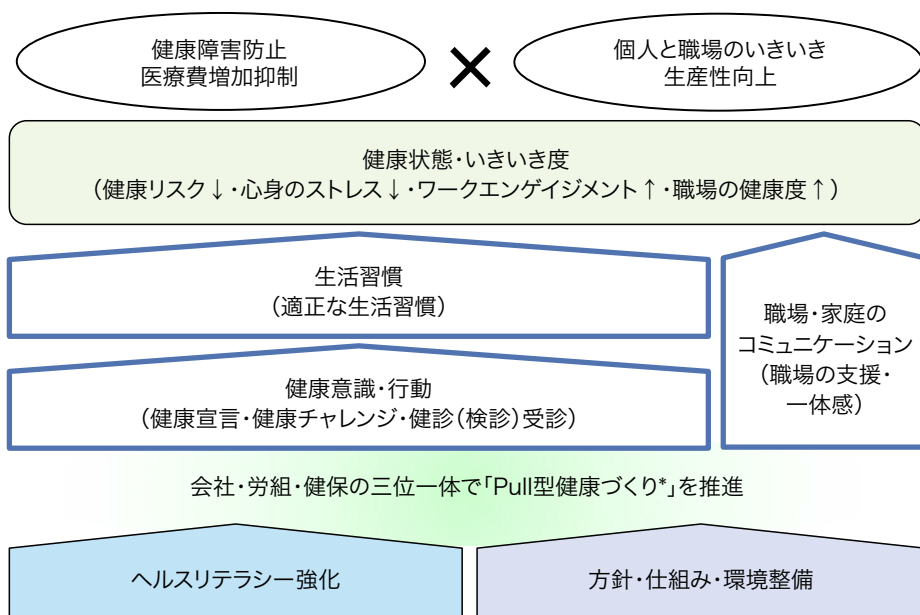 健康障害防止
医療費増加抑制
×
個人と職場のいきいき
生産性向上
健康状態・いきいき度
（健康リスク↓・心身のストレス↓・ワークエンゲイジメント↑・職場の健康度↑）
生活習慣
（適正な生活習慣）
職場・家庭の
コミュニケーション
（職場の支援・
一体感）
健康意識・行動
（健康宣言・健康チャレンジ・健診（検診）受診）
会社・労組・健保の三位一体で「Pull型健康づくり*」を推進
ヘルスリテラシー強化
方針・仕組み・環境整備